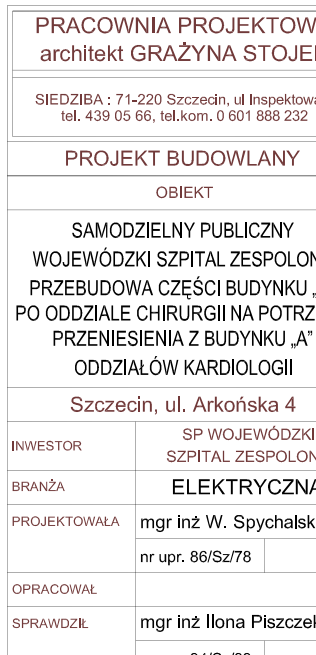 PRACOWNIA PROJEKTOW
architekt GRAŻYNA STOJE
SIEDZIBA : 71-220 Szczecin, ul Inspektowa
tel. 439 05 66, tel.kom. 0 601 888 232
PROJEKT BUDOWLANY
OBIEKT
SAMODZIELNY PUBLICZNY
WOJEWÓDZKI SZPITAL ZESPOLON
PRZEBUDOWA CZĘŚCI BUDYNKU „
PO ODDZIALE CHIRURGII NA POTRZ
PRZENIESIENIA Z BUDYNKU „A”
ODDZIAŁÓW KARDIOLOGII
Szczecin, ul. Arkońska 4
INWESTOR
SP WOJEWÓDZKI
SZPITAL ZESPOLON
BRANŻA
ELEKTRYCZNA
PROJEKTOWAŁA
mgr inż W. Spychalsk
nr upr. 86/Sz/78
OPRACOWAŁ
SPRAWDZIŁ
mgr inż Ilona Piszczek